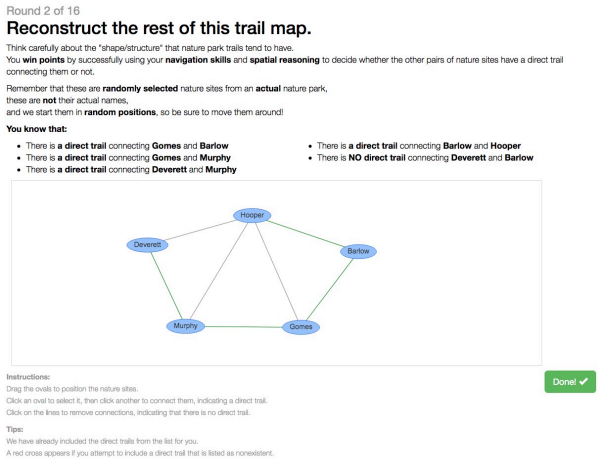 Round 2 of 16
Reconstruct the rest of this trail map.
Think carefully about the "shape/structure" that nature park trails tend to have.
You win points by successfully using your navigation skills and spatial reasoning to decide whether the other pairs of nature sites have a direct trail
connecting them or not.
Remember that these are randomly selected nature sites from an actual nature park,
these are not their actual names,
and we start them in random positions, so be sure to move them around!
You know that:
• There is a direct trail connecting Gomes and Barlow
• There is a direct trail connecting Gomes and Murphy
• There is a direct trail connecting Deverett and Murphy
• There is a direct trail connecting Barlow and Hooper
• There is NO direct trail connecting Deverett and Barlow
Hooper
Deverett
Barlow
Murphy
Gomes
Instructions:
Drag the ovals to position the nature sites.
Click an oval to select it, then click another to connect them, indicating a direct trail.
Click on the lines to remove connections, indicating that there is no direct trail.
Done! ✔
Tips:
We have already included the direct trails from the list for you.
A red cross appears if you attempt to include a direct trail that is listed as nonexistent.